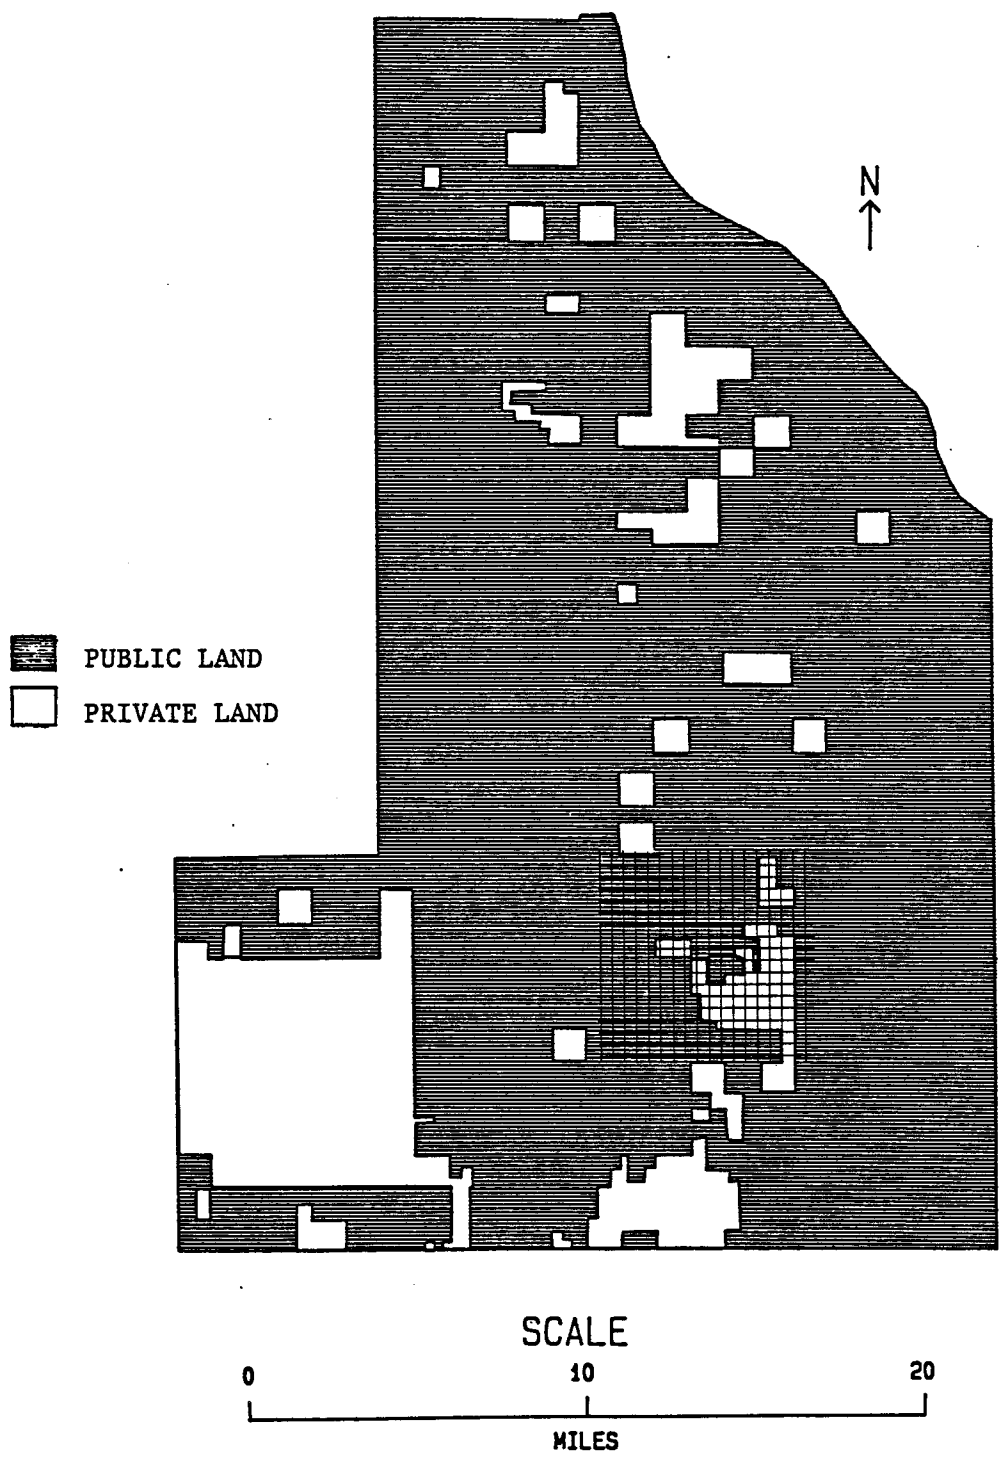 N
PUBLIC LAND
PRIVATE LAND
SCALE
0 10 20
MILES